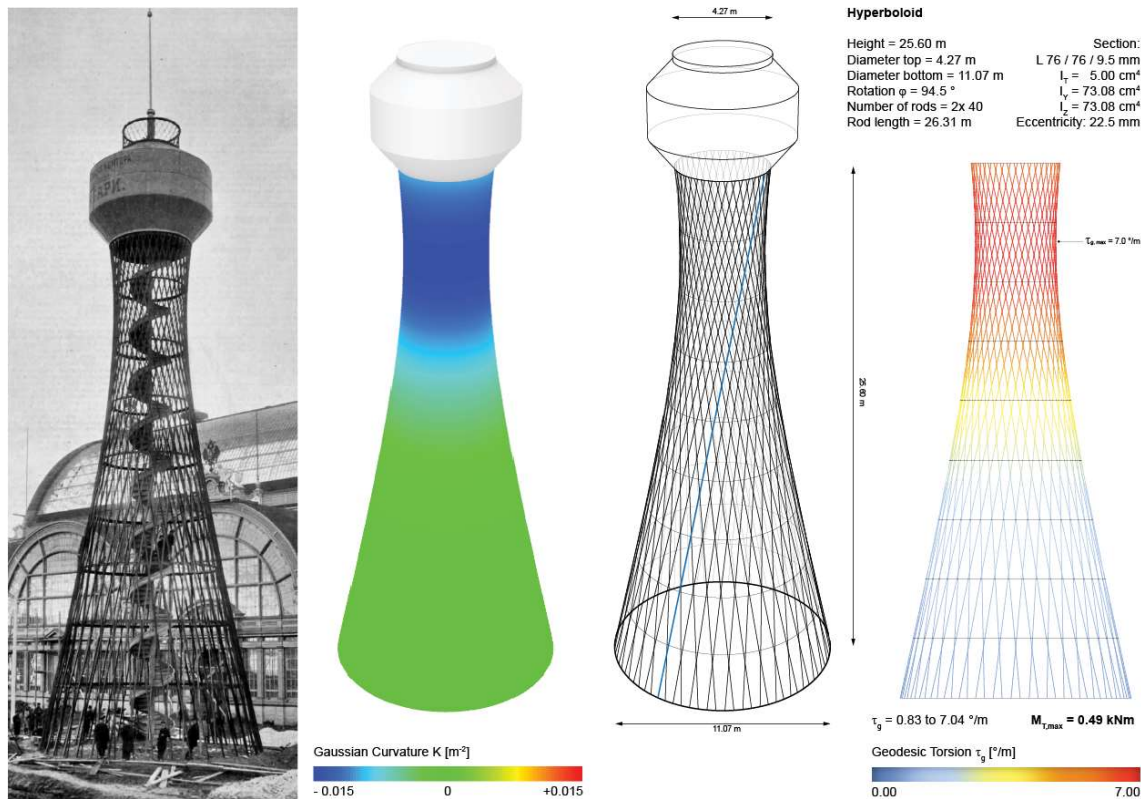 АРИ.
Gaussian Curvature K [m⁻²]
- 0.015 0 +0.015
4.27 m
25.60 m
11.07 m
Hyperboloid
Height = 25.60 m
Diameter top = 4.27 m
Diameter bottom = 11.07 m
Rotation φ = 94.5 °
Number of rods = 2x 40
Rod length = 26.31 m
Section:
L 76 / 76 / 9.5 mm
I_T = 5.00 cm⁴
I_Y = 73.08 cm⁴
I_Z = 73.08 cm⁴
Eccentricity: 22.5 mm
τ_g, max = 7.0 °/m
τ_g = 0.83 to 7.04 °/m M_T,max = 0.49 kNm
Geodesic Torsion τ_g [°/m]
0.00 7.00